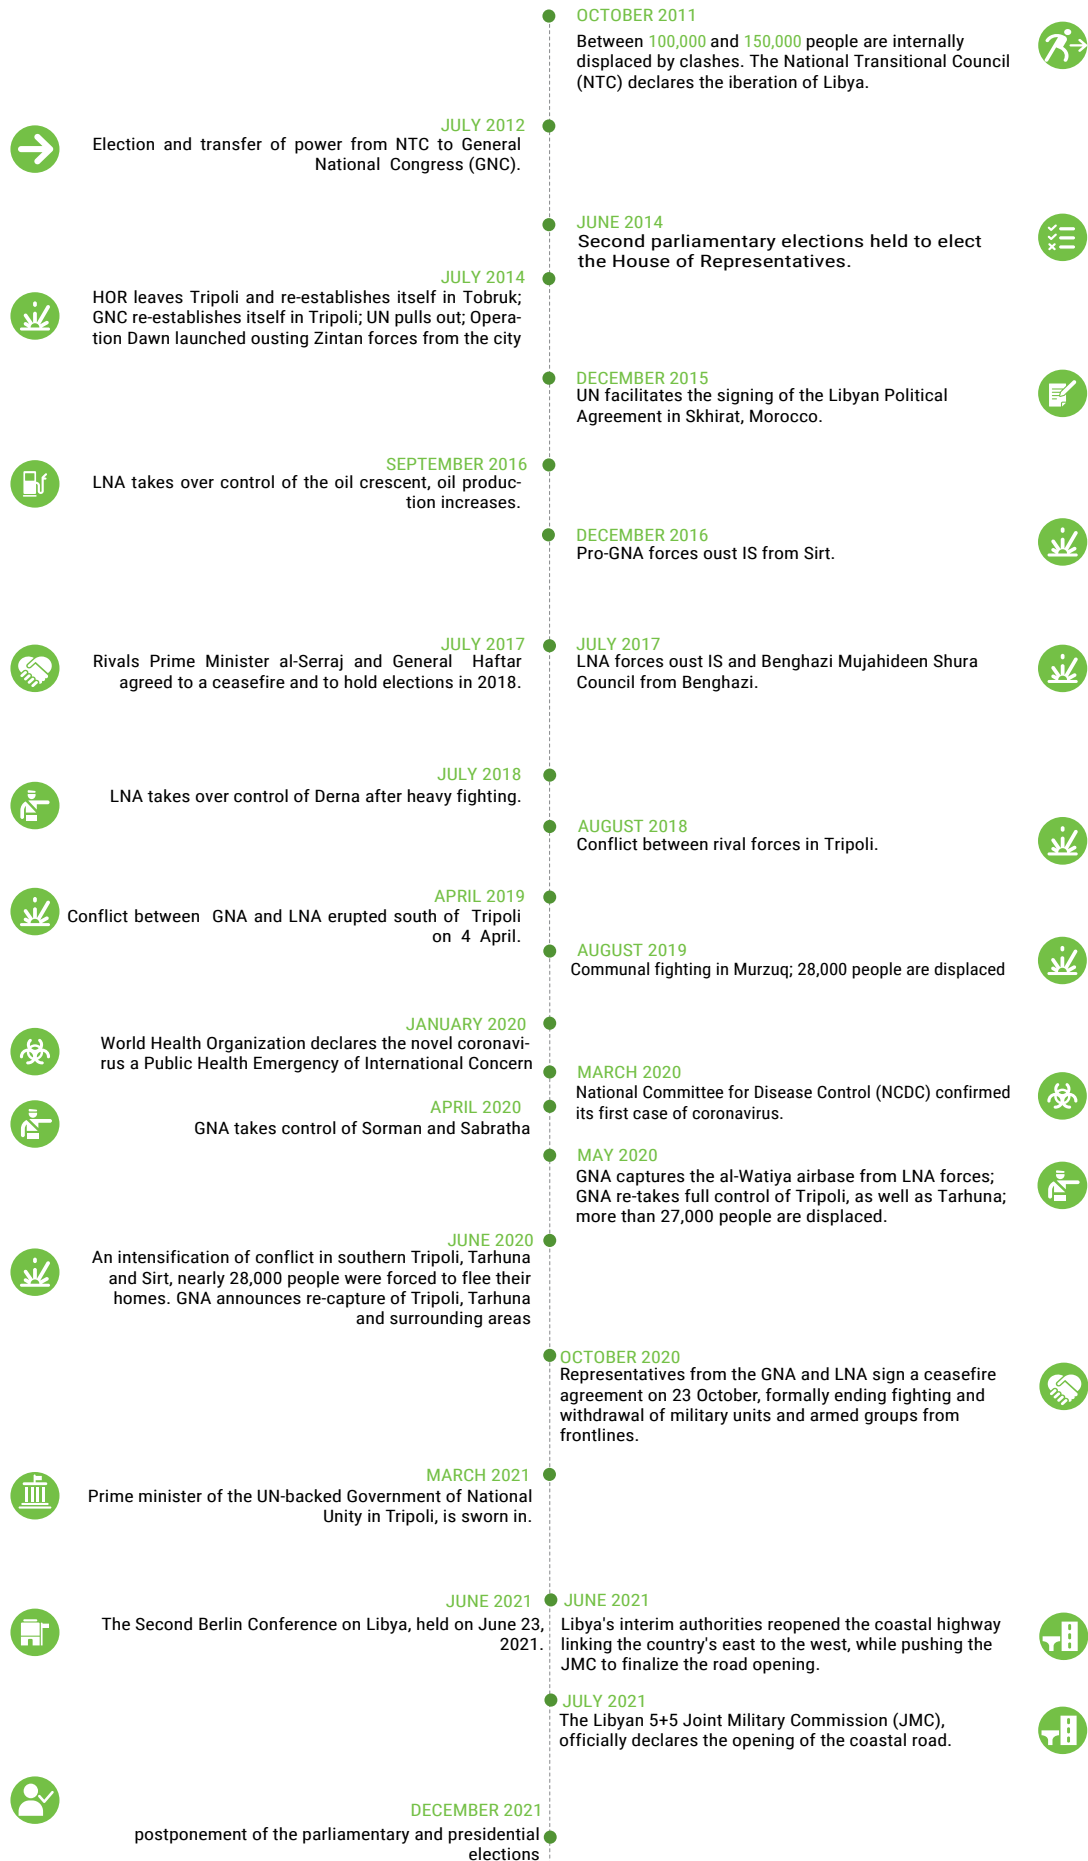 OCTOBER 2011
Between 100,000 and 150,000 people are internally
displaced by clashes. The National Transitional Council
(NTC) declares the iberation of Libya.
JULY 2012
Election and transfer of power from NTC to General
National Congress (GNC).
JUNE 2014
Second parliamentary elections held to elect
the House of Representatives.
JULY 2014
HOR leaves Tripoli and re-establishes itself in Tobruk;
GNC re-establishes itself in Tripoli; UN pulls out; Opera-
tion Dawn launched ousting Zintan forces from the city
DECEMBER 2015
UN facilitates the signing of the Libyan Political
Agreement in Skhirat, Morocco.
SEPTEMBER 2016
LNA takes over control of the oil crescent, oil produc-
tion increases.
DECEMBER 2016
Pro-GNA forces oust IS from Sirt.
JULY 2017
Rivals Prime Minister al-Serraj and General Haftar
agreed to a ceasefire and to hold elections in 2018.
JULY 2017
LNA forces oust IS and Benghazi Mujahideen Shura
Council from Benghazi.
JULY 2018
LNA takes over control of Derna after heavy fighting.
AUGUST 2018
Conflict between rival forces in Tripoli.
APRIL 2019
Conflict between GNA and LNA erupted south of Tripoli
on 4 April.
AUGUST 2019
Communal fighting in Murzuq; 28,000 people are displaced
JANUARY 2020
World Health Organization declares the novel coronavi-
rus a Public Health Emergency of International Concern
MARCH 2020
National Committee for Disease Control (NCDC) confirmed
its first case of coronavirus.
APRIL 2020
GNA takes control of Sorman and Sabratha
MAY 2020
GNA captures the al-Watiya airbase from LNA forces;
GNA re-takes full control of Tripoli, as well as Tarhuna;
more than 27,000 people are displaced.
JUNE 2020
An intensification of conflict in southern Tripoli, Tarhuna
and Sirt, nearly 28,000 people were forced to flee their
homes. GNA announces re-capture of Tripoli, Tarhuna
and surrounding areas
OCTOBER 2020
Representatives from the GNA and LNA sign a ceasefire
agreement on 23 October, formally ending fighting and
withdrawal of military units and armed groups from
frontlines.
MARCH 2021
Prime minister of the UN-backed Government of National
Unity in Tripoli, is sworn in.
JUNE 2021
The Second Berlin Conference on Libya, held on June 23,
2021.
JUNE 2021
Libya's interim authorities reopened the coastal highway
linking the country's east to the west, while pushing the
JMC to finalize the road opening.
JULY 2021
The Libyan 5+5 Joint Military Commission (JMC),
officially declares the opening of the coastal road.
DECEMBER 2021
postponement of the parliamentary and presidential
elections